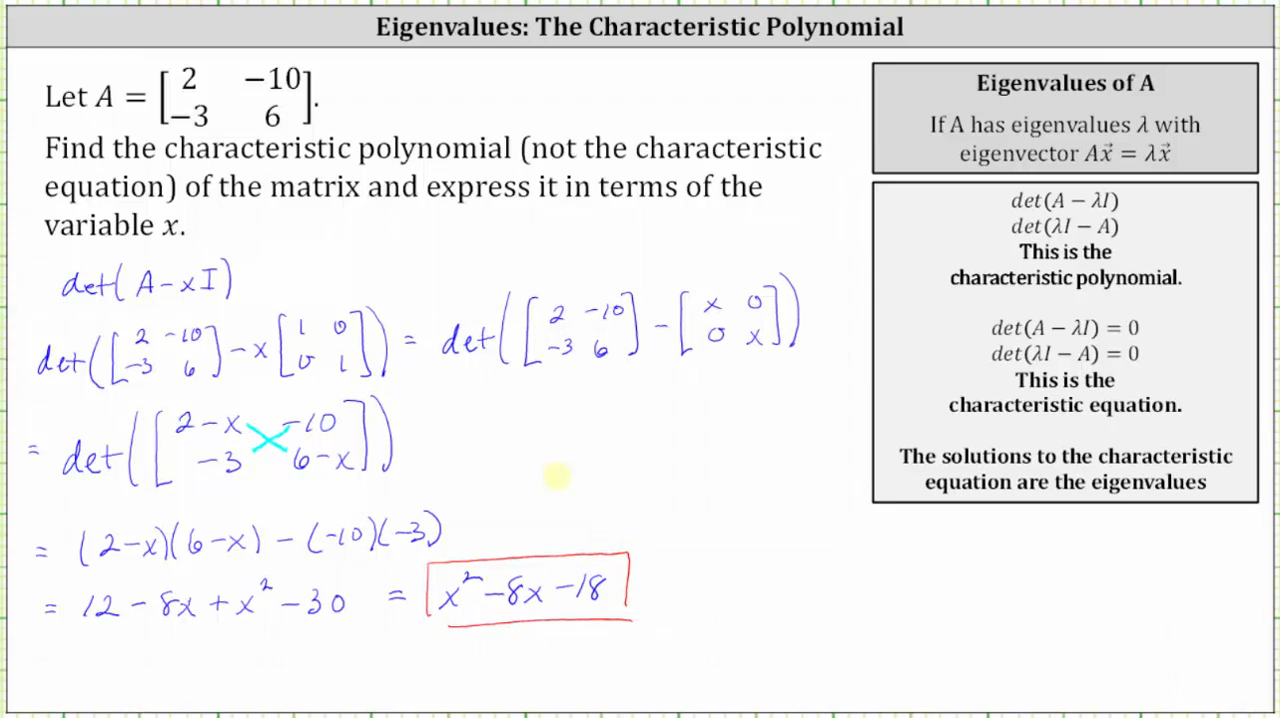 Eigenvalues: The Characteristic Polynomial
Let A = [2 −10
−3 6].
Find the characteristic polynomial (not the characteristic
equation) of the matrix and express it in terms of the
variable x.
det(A − xI)
det([2 −10
−3 6] − x[1 0
0 1]) = det([2 −10
−3 6] − [x 0
0 x])
= det([2 − x −10
−3 6 − x])
= (2 − x)(6 − x) − (−10)(−3)
= 12 − 8x + x² − 30 = x² − 8x − 18
Eigenvalues of A
If A has eigenvalues λ with
eigenvector Ax⃗ = λx⃗
det(A − λI)
det(λI − A)
This is the
characteristic polynomial.
det(A − λI) = 0
det(λI − A) = 0
This is the
characteristic equation.
The solutions to the characteristic
equation are the eigenvalues